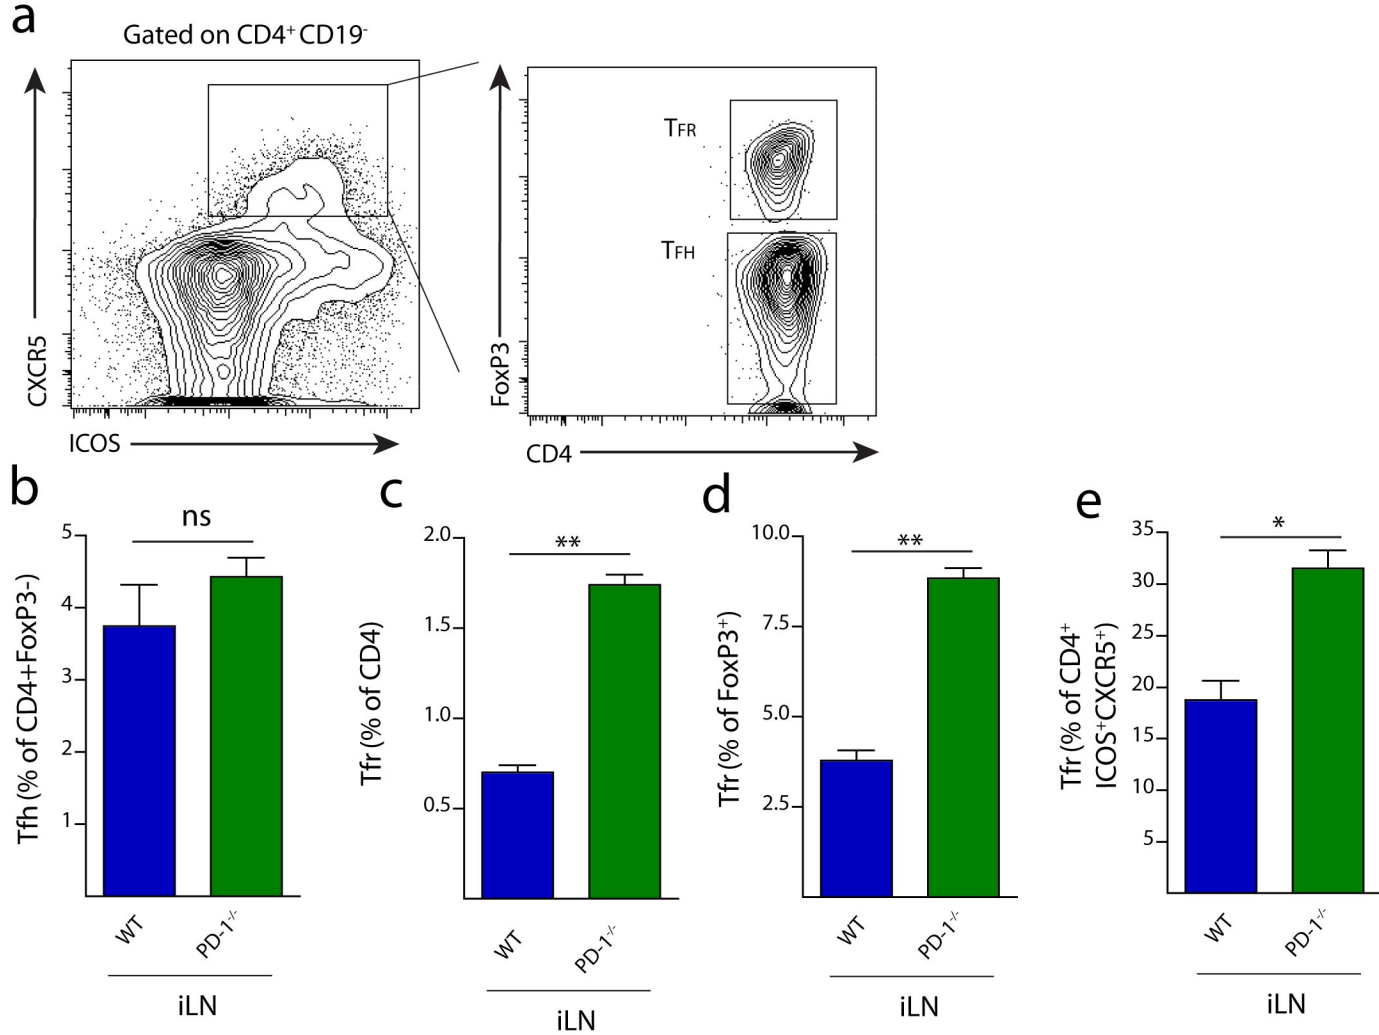 a
Gated on CD4⁺ CD19⁻
CXCR5
ICOS
FoxP3
TFR
TFH
CD4
b
ns
5
4
3
2
1
Tfh (% of CD4+FoxP3-)
WT
PD-1⁻/⁻
iLN
c
**
2.0
1.5
1.0
0.5
Tfr (% of CD4)
WT
PD-1⁻/⁻
iLN
d
**
10.0
7.5
5.0
2.5
Tfr (% of FoxP3⁺)
WT
PD-1⁻/⁻
iLN
e
*
35
30
25
20
15
10
5
Tfr (% of CD4⁺
ICOS⁺CXCR5⁺)
WT
PD-1⁻/⁻
iLN